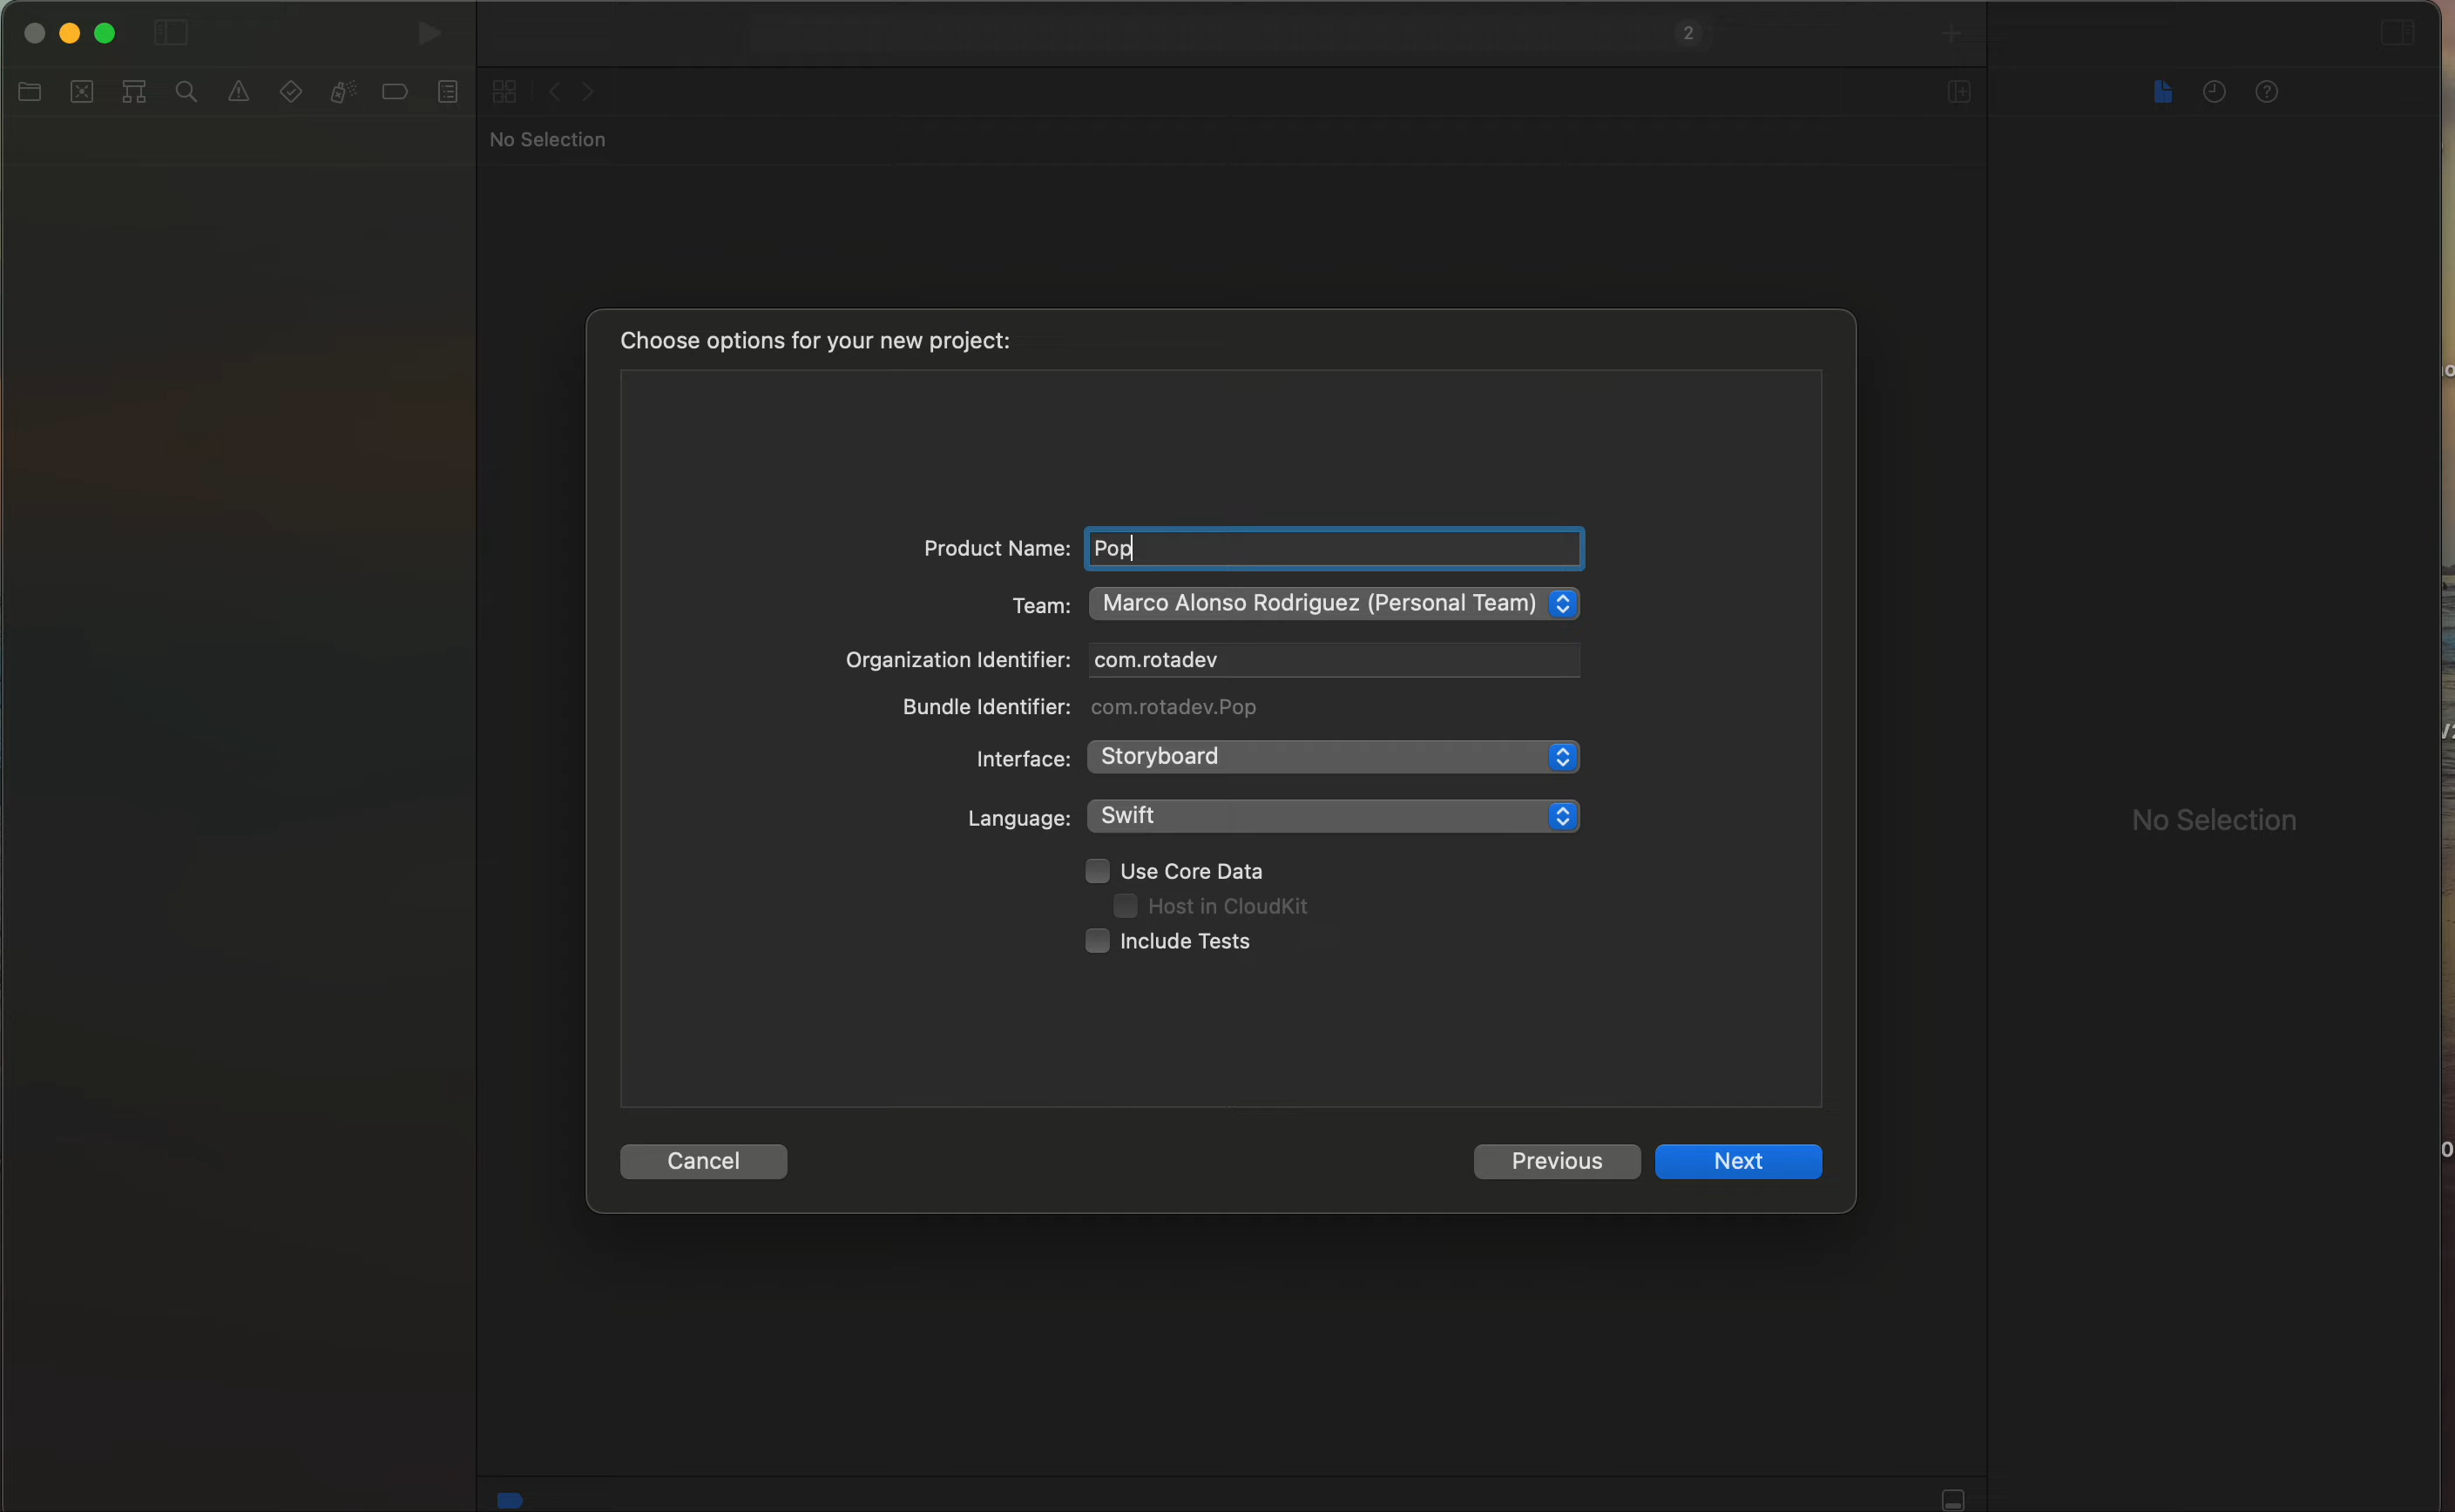 2
No Selection
Choose options for your new project:
Product Name: Pop
Team: Marco Alonso Rodriguez (Personal Team)
Organization Identifier: com.rotadev
Bundle Identifier: com.rotadev.Pop
Interface: Storyboard
Language: Swift
Use Core Data
Host in CloudKit
Include Tests
Cancel
Previous
Next
No Selection